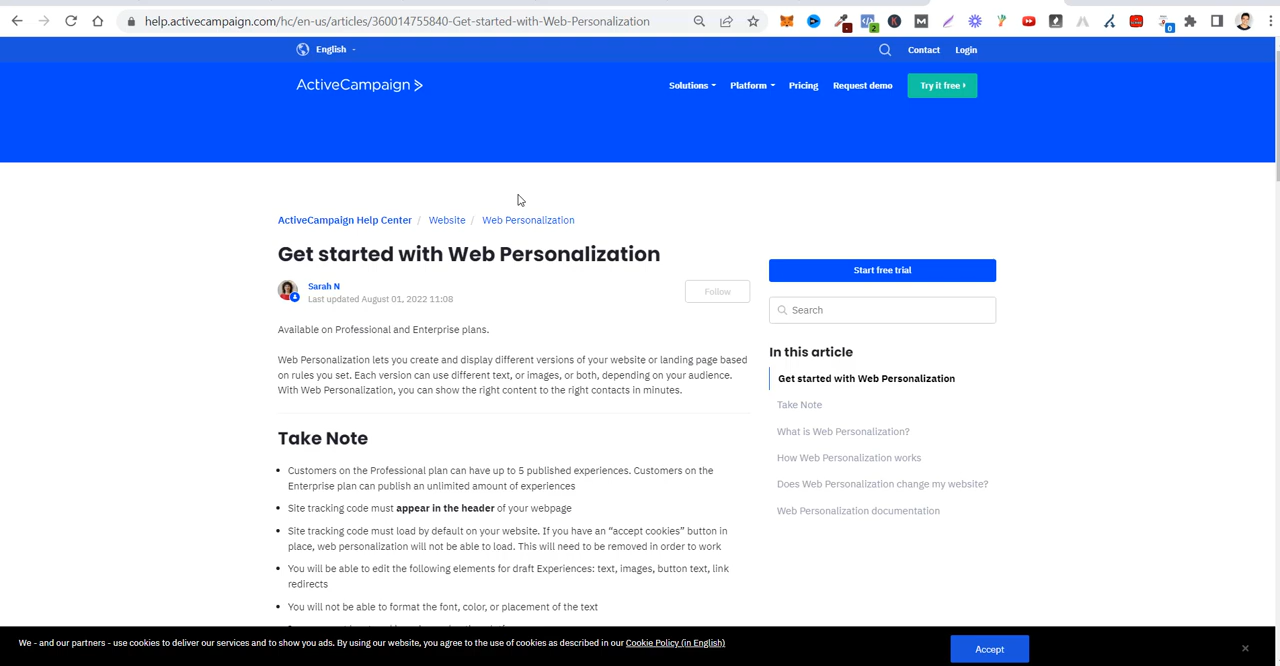 help.activecampaign.com/hc/en-us/articles/360014755840-Get-started-with-Web-Personalization
2
0
English
Contact
Login
ActiveCampaign >
Solutions
Platform
Pricing
Request demo
Try it free
ActiveCampaign Help Center / Website / Web Personalization
Get started with Web Personalization
Sarah N
Last updated August 01, 2022 11:08
Follow
Available on Professional and Enterprise plans.
Web Personalization lets you create and display different versions of your website or landing page based
on rules you set. Each version can use different text, or images, or both, depending on your audience.
With Web Personalization, you can show the right content to the right contacts in minutes.
Take Note
• Customers on the Professional plan can have up to 5 published experiences. Customers on the
Enterprise plan can publish an unlimited amount of experiences
• Site tracking code must appear in the header of your webpage
• Site tracking code must load by default on your website. If you have an “accept cookies” button in
place, web personalization will not be able to load. This will need to be removed in order to work
• You will be able to edit the following elements for draft Experiences: text, images, button text, link
redirects
• You will not be able to format the font, color, or placement of the text
Start free trial
Search
In this article
Get started with Web Personalization
Take Note
What is Web Personalization?
How Web Personalization works
Does Web Personalization change my website?
Web Personalization documentation
We - and our partners - use cookies to deliver our services and to show you ads. By using our website, you agree to the use of cookies as described in our Cookie Policy (in English)
Accept